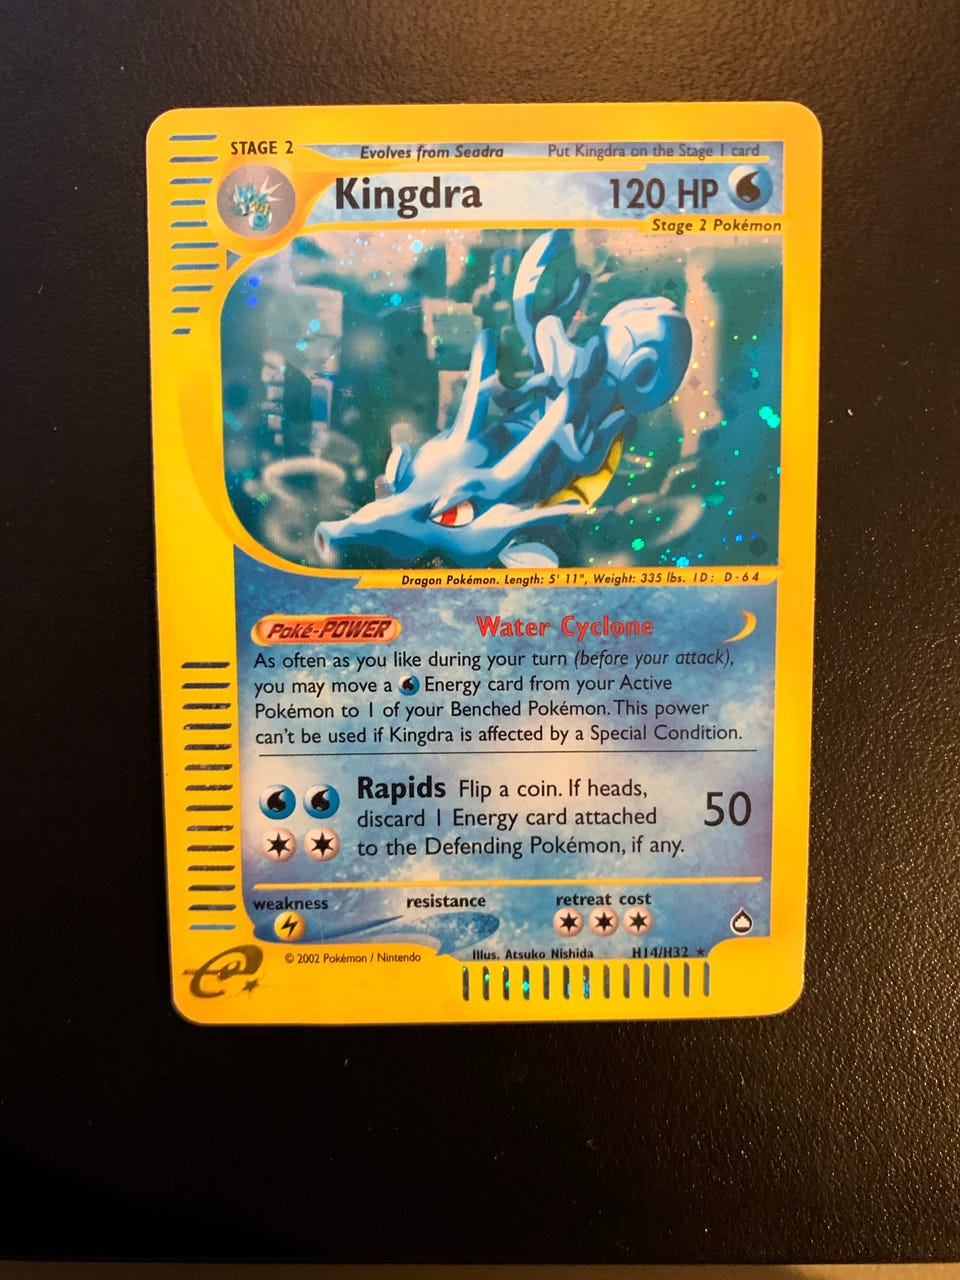 STAGE 2
Evolves from Seadra
Put Kingdra on the Stage 1 card
Kingdra
120 HP
Stage 2 Pokémon
Dragon Pokémon. Length: 5' 11", Weight: 335 lbs. ID: D-64
Poké-POWER
Water Cyclone
As often as you like during your turn (before your attack),
you may move a Energy card from your Active
Pokémon to 1 of your Benched Pokémon. This power
can't be used if Kingdra is affected by a Special Condition.
Rapids Flip a coin. If heads,
discard 1 Energy card attached
to the Defending Pokémon, if any.
50
weakness
resistance
retreat cost
© 2002 Pokémon / Nintendo
Illus. Atsuko Nishida
H14/H32 ★
e